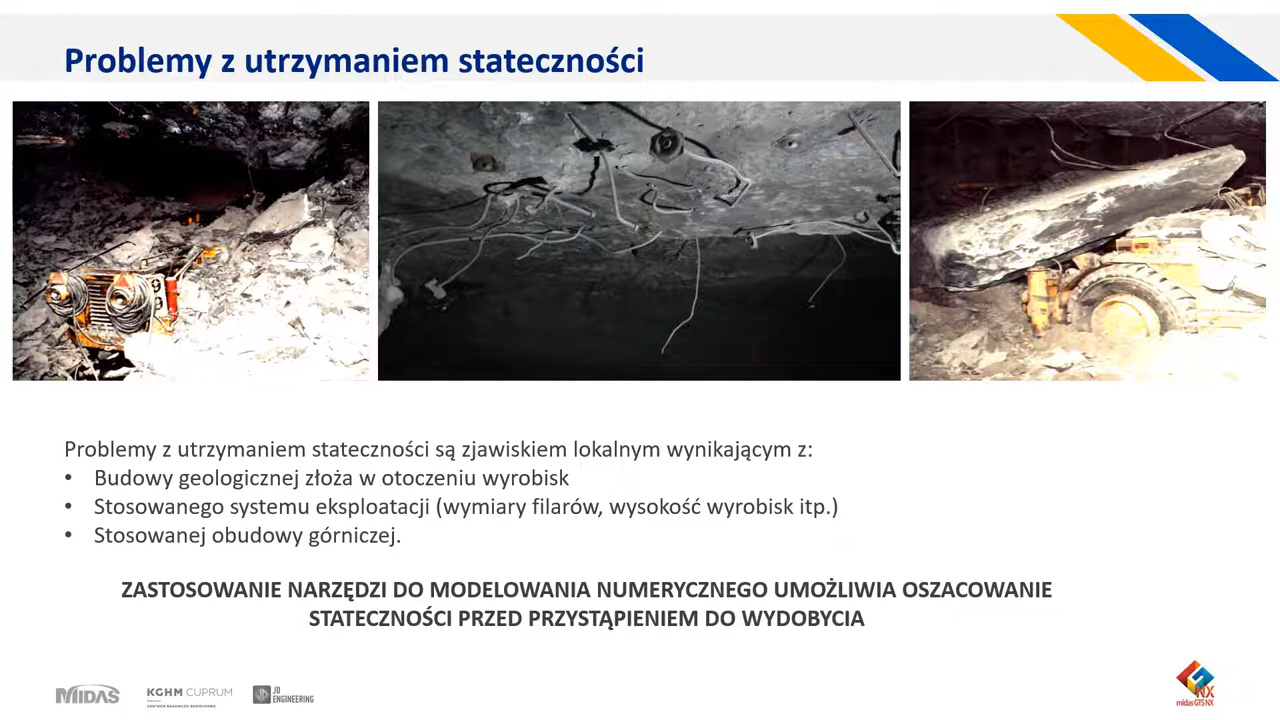 Problemy z utrzymaniem stateczności
Problemy z utrzymaniem stateczności są zjawiskiem lokalnym wynikającym z:
• Budowy geologicznej złoża w otoczeniu wyrobisk
• Stosowanego systemu eksploatacji (wymiary filarów, wysokość wyrobisk itp.)
• Stosowanej obudowy górniczej.
ZASTOSOWANIE NARZĘDZI DO MODELOWANIA NUMERYCZNEGO UMOŻLIWIA OSZACOWANIE
STATECZNOŚCI PRZED PRZYSTĄPIENIEM DO WYDOBYCIA
MIDAS
KGHM CUPRUM
JD
ENGINEERING
NX
midas GTS NX